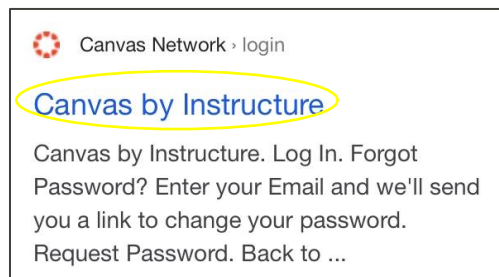 Canvas Network › login
Canvas by Instructure
Canvas by Instructure. Log In. Forgot
Password? Enter your Email and we'll send
you a link to change your password.
Request Password. Back to ...